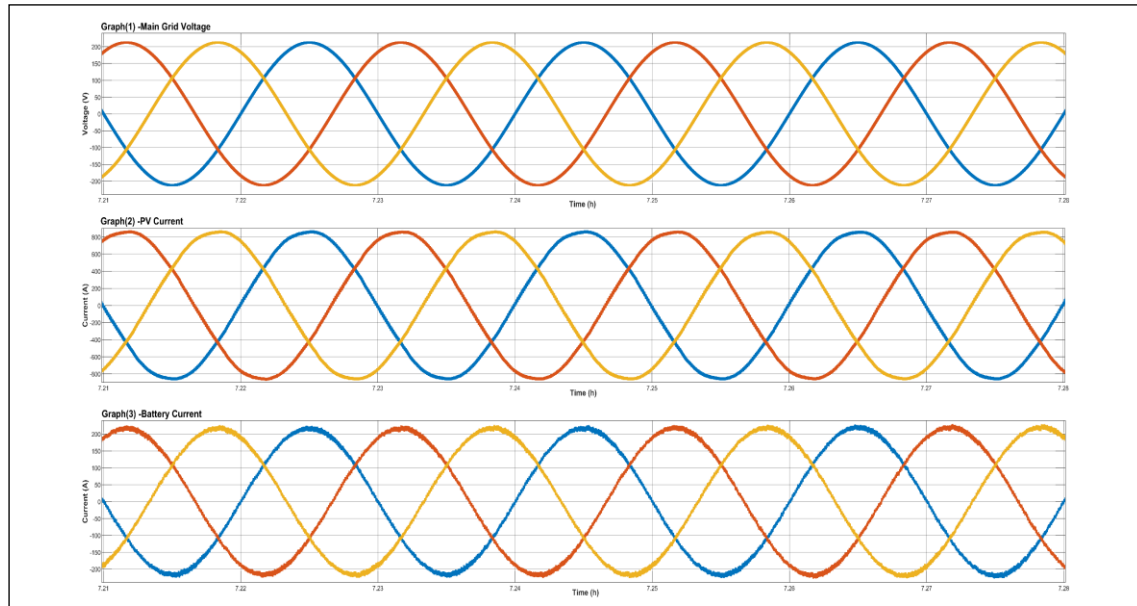 Graph(1) -Main Grid Voltage
200
150
100
50
0
-50
-100
-150
-200
Voltage (V)
7.21 7.22 7.23 7.24 7.25 7.26 7.27 7.28
Time (h)
Graph(2) -PV Current
800
600
400
200
0
-200
-400
-600
-800
Current (A)
7.21 7.22 7.23 7.24 7.25 7.26 7.27 7.28
Time (h)
Graph(3) -Battery Current
200
150
100
50
0
-50
-100
-150
-200
Current (A)
7.21 7.22 7.23 7.24 7.25 7.26 7.27 7.28
Time (h)